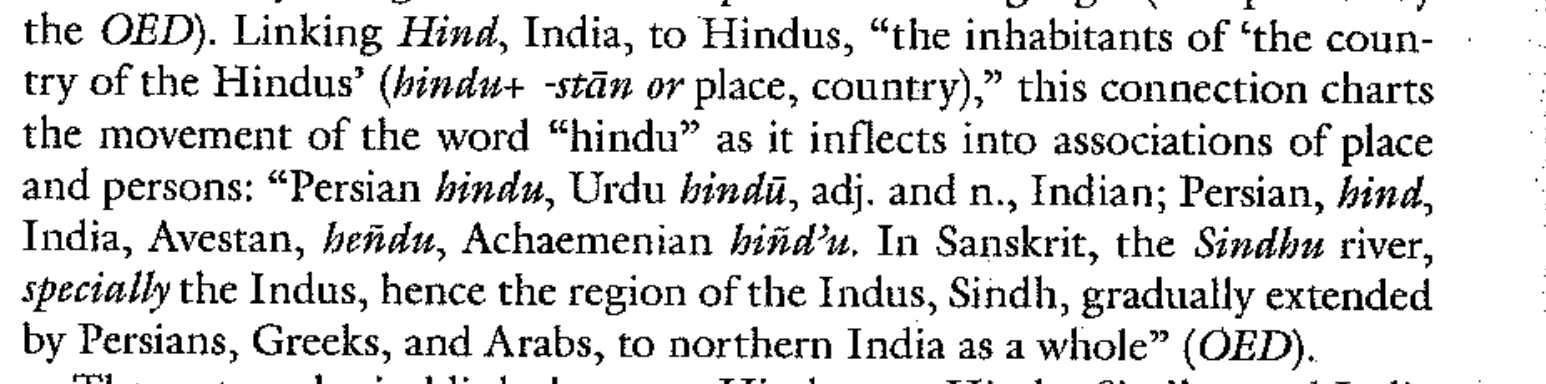 the OED). Linking Hind, India, to Hindus, “the inhabitants of ‘the coun-
try of the Hindus’ (hindu+ -stān or place, country),” this connection charts
the movement of the word “hindu” as it inflects into associations of place
and persons: “Persian hindu, Urdu hindū, adj. and n., Indian; Persian, hind,
India, Avestan, heñdu, Achaemenian hiñd’u. In Sanskrit, the Sindhu river,
specially the Indus, hence the region of the Indus, Sindh, gradually extended
by Persians, Greeks, and Arabs, to northern India as a whole” (OED).